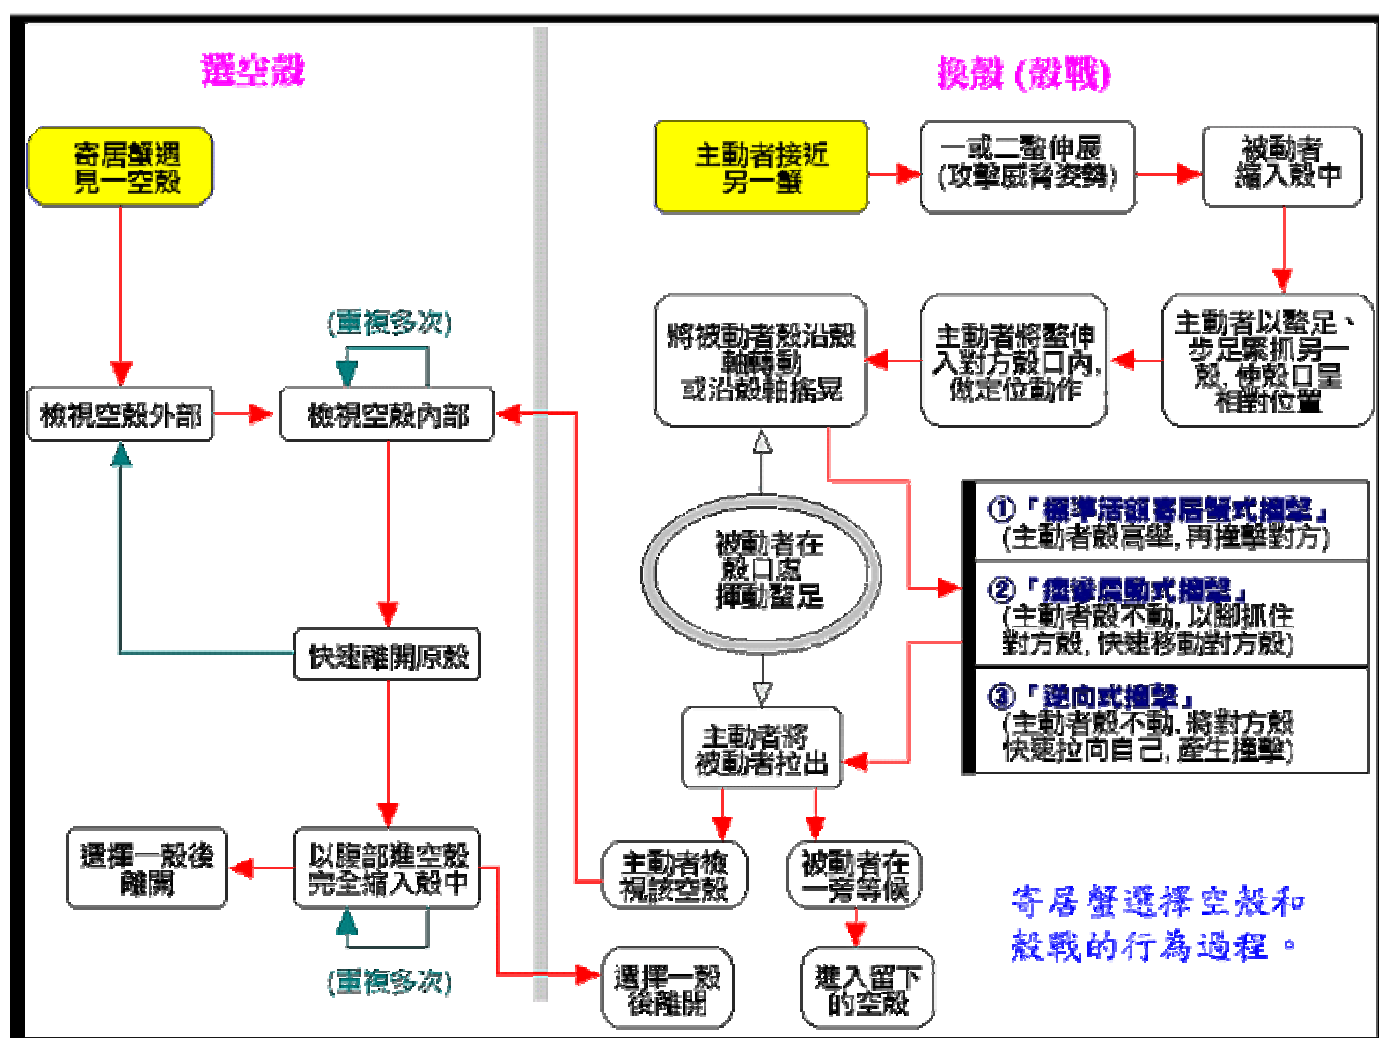 選空殼
寄居蟹遇
見一空殼
(重複多次)
檢視空殼外部
檢視空殼內部
快速離開原殼
選擇一殼後
離開
以腹部進空殼
完全縮入殼中
(重複多次)
換殼 (殼戰)
主動者接近
另一蟹
一或二螯伸展
(攻擊威脅姿勢)
被動者
縮入殼中
主動者以螯足、
步足緊抓另一
殼, 使殼口呈
相對位置
主動者將螯伸
入對方殼口內,
做定位動作
將被動者殼沿殼
軸轉動
或沿殼軸搖晃
被動者在
殼口處
揮動螯足
①「標準活額寄居蟹式撞擊」
(主動者殼高舉, 再撞擊對方)
②「痙攣震動式撞擊」
(主動者殼不動, 以腳抓住
對方殼, 快速移動對方殼)
③「逆向式撞擊」
(主動者殼不動, 將對方殼
快速拉向自己, 產生撞擊)
主動者將
被動者拉出
主動者檢
視該空殼
被動者在
一旁等候
選擇一殼
後離開
進入留下
的空殼
寄居蟹選擇空殼和
殼戰的行為過程。